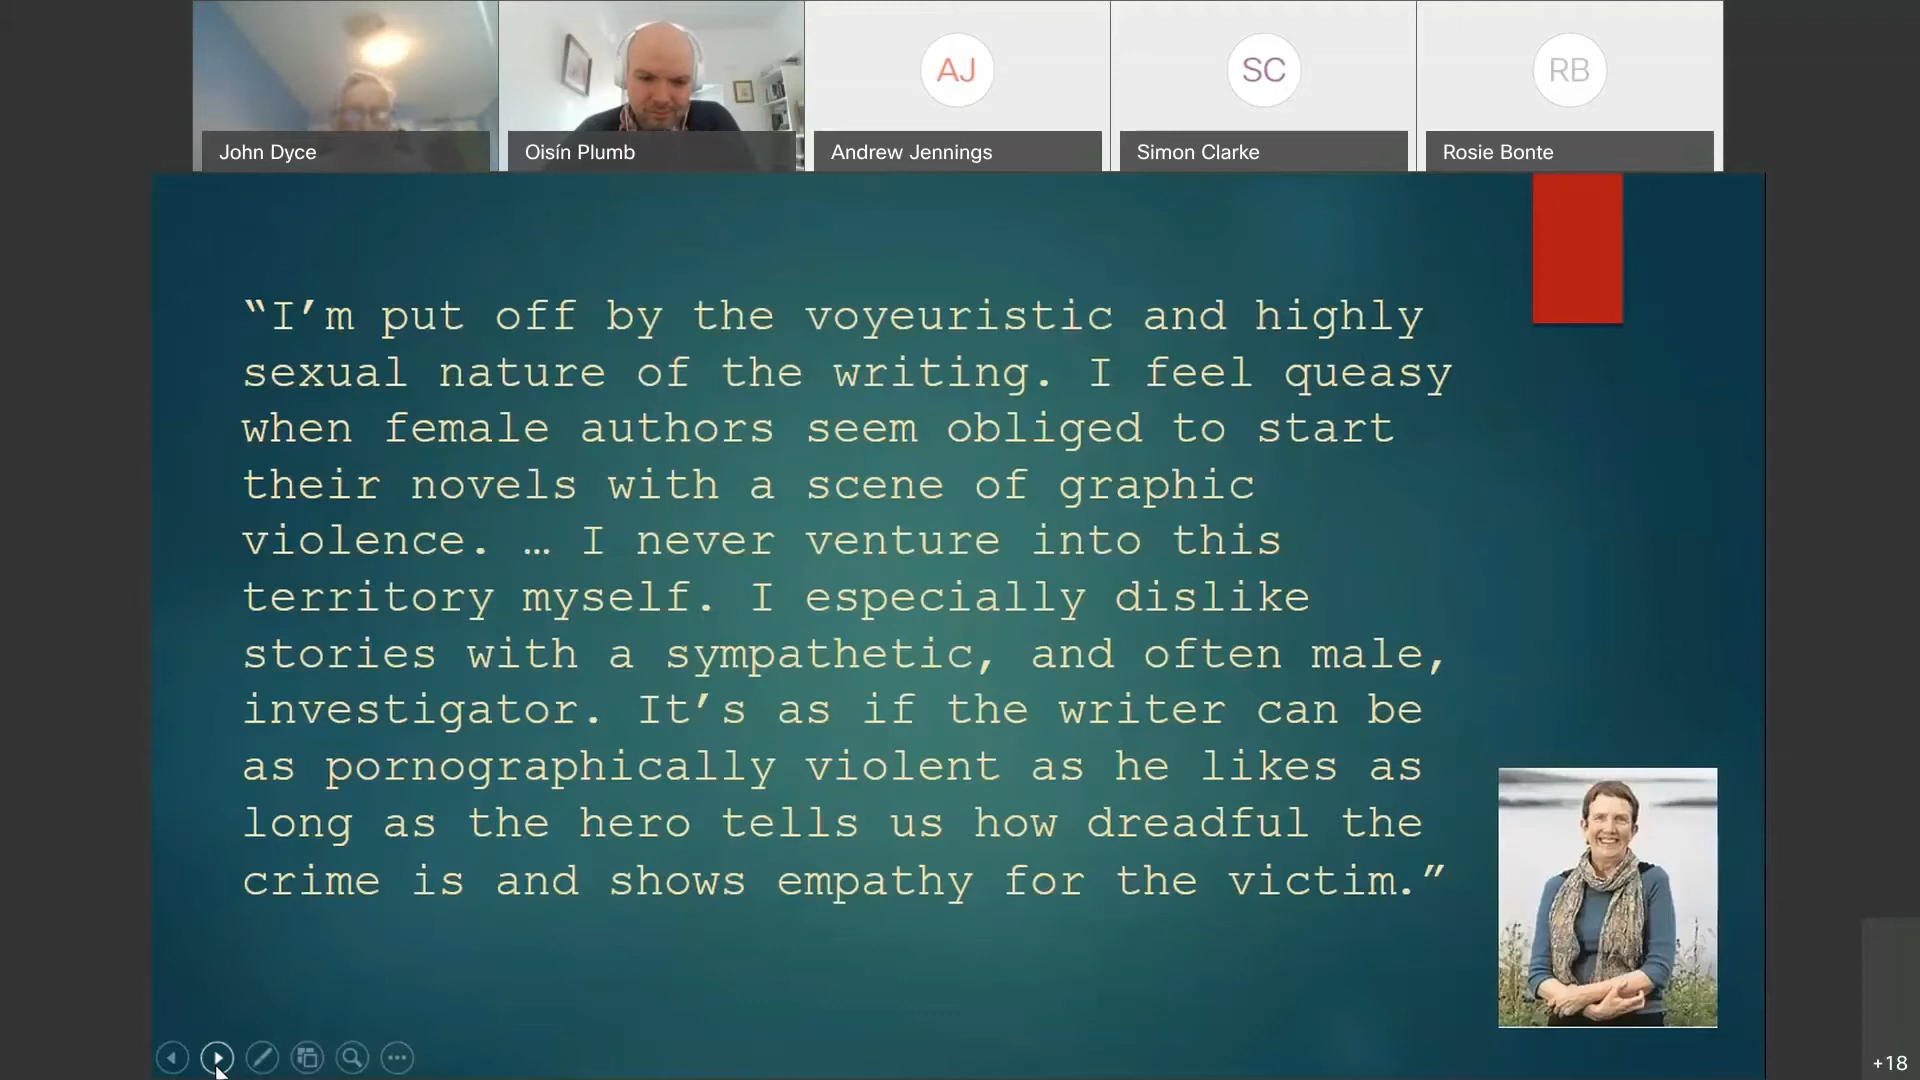 John Dyce
Oisín Plumb
AJ
Andrew Jennings
SC
Simon Clarke
RB
Rosie Bonte
“I’m put off by the voyeuristic and highly
sexual nature of the writing. I feel queasy
when female authors seem obliged to start
their novels with a scene of graphic
violence. … I never venture into this
territory myself. I especially dislike
stories with a sympathetic, and often male,
investigator. It’s as if the writer can be
as pornographically violent as he likes as
long as the hero tells us how dreadful the
crime is and shows empathy for the victim.”
+18